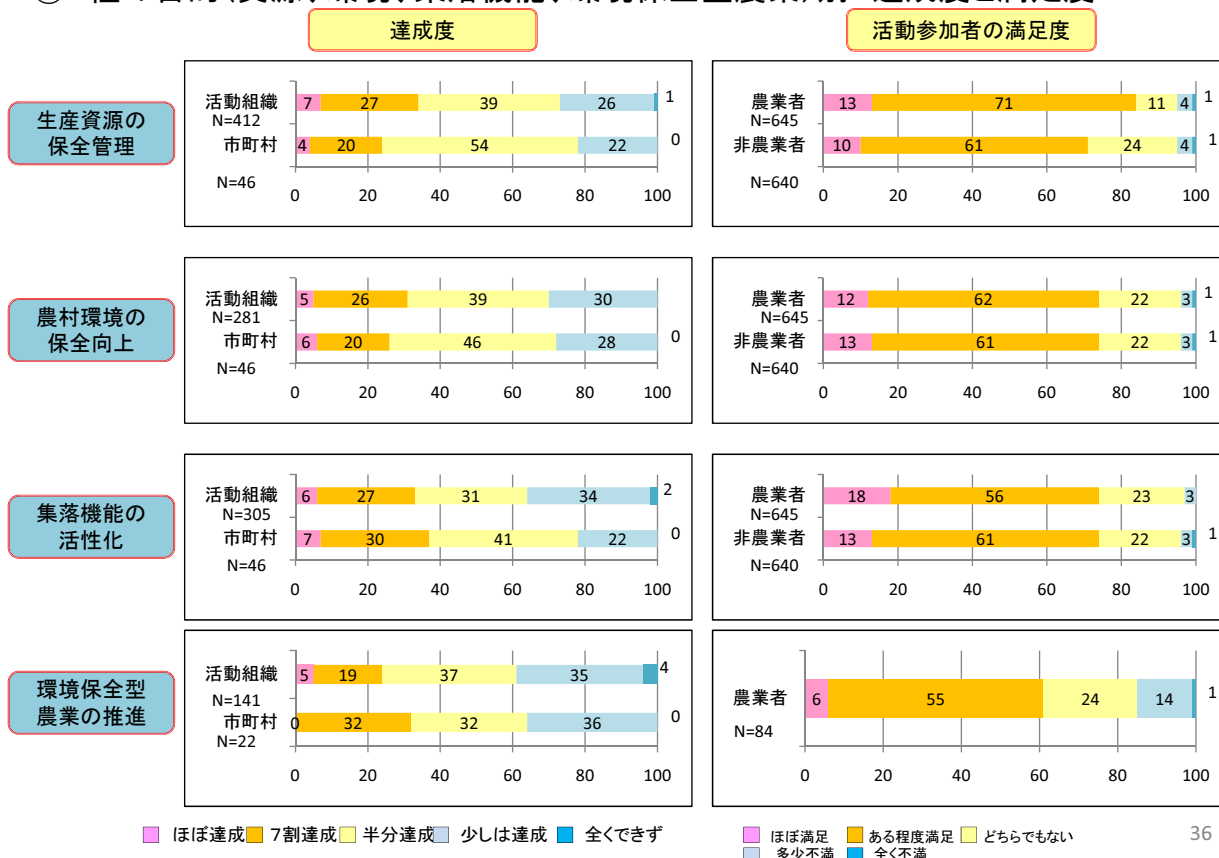 達成度
活動参加者の満足度
生産資源の
保全管理
活動組織
N=412
7 27 39 26 1
市町村
N=46
4 20 54 22 0
0 20 40 60 80 100
農業者
N=645
13 71 11 4 1
非農業者
N=640
10 61 24 4 1
0 20 40 60 80 100
農村環境の
保全向上
活動組織
N=281
5 26 39 30
市町村
N=46
6 20 46 28 0
0 20 40 60 80 100
農業者
N=645
12 62 22 3 1
非農業者
N=640
13 61 22 3 1
0 20 40 60 80 100
集落機能の
活性化
活動組織
N=305
6 27 31 34 2
市町村
N=46
7 30 41 22 0
0 20 40 60 80 100
農業者
N=645
18 56 23 3
非農業者
N=640
13 61 22 3 1
0 20 40 60 80 100
環境保全型
農業の推進
活動組織
N=141
5 19 37 35 4
市町村
N=22
0 32 32 36 0
0 20 40 60 80 100
農業者
N=84
6 55 24 14 1
0 20 40 60 80 100
ほぼ達成 7割達成 半分達成 少しは達成 全くできず
ほぼ満足 ある程度満足 どちらでもない
多少不満 全く不満
36